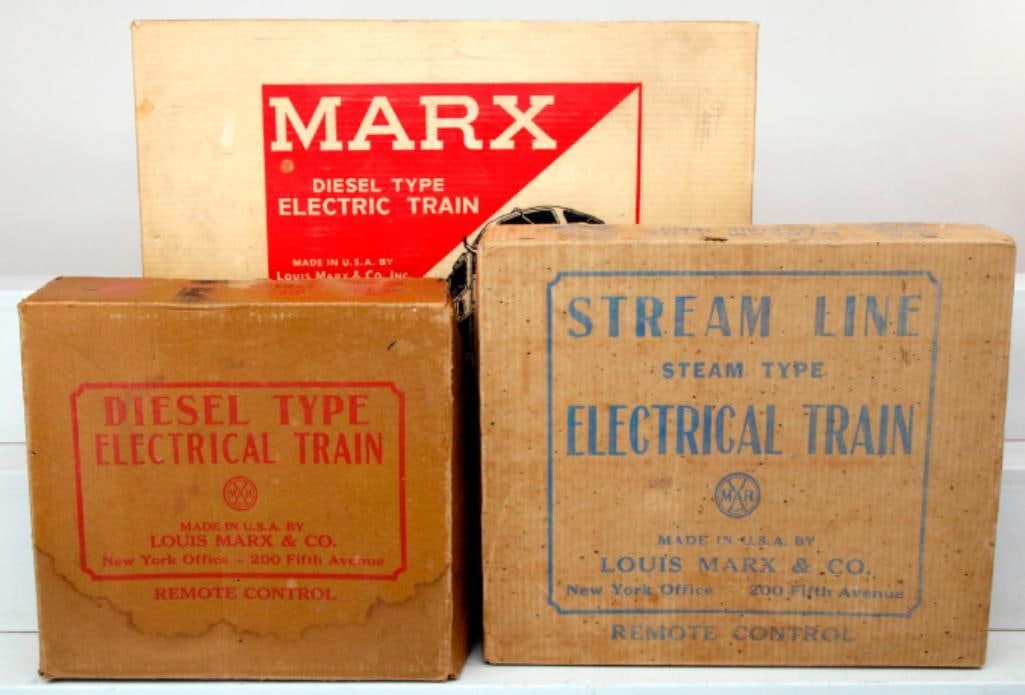 MARX
DIESEL TYPE
ELECTRIC TRAIN
MADE IN U.S.A. BY
LOUIS MARX & CO. INC.
DIESEL TYPE
ELECTRICAL TRAIN
MAR
MADE IN U.S.A. BY
LOUIS MARX & CO.
New York Office - 200 Fifth Avenue
REMOTE CONTROL
STREAM LINE
STEAM TYPE
ELECTRICAL TRAIN
MAR
MADE IN U.S.A. BY
LOUIS MARX & CO.
New York Office - 200 Fifth Avenue
REMOTE CONTROL